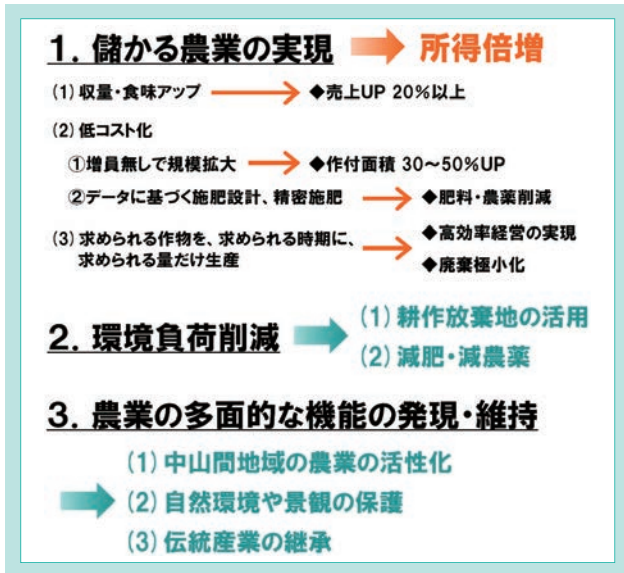 1. 儲かる農業の実現 所得倍増
(1) 収量・食味アップ ◆売上UP 20%以上
(2) 低コスト化
①増員無しで規模拡大 ◆作付面積 30〜50%UP
②データに基づく施肥設計、精密施肥 ◆肥料・農薬削減
(3) 求められる作物を、求められる時期に、
求められる量だけ生産
◆高効率経営の実現
◆廃棄極小化
2. 環境負荷削減
(1) 耕作放棄地の活用
(2) 減肥・減農薬
3. 農業の多面的な機能の発現・維持
(1) 中山間地域の農業の活性化
(2) 自然環境や景観の保護
(3) 伝統産業の継承